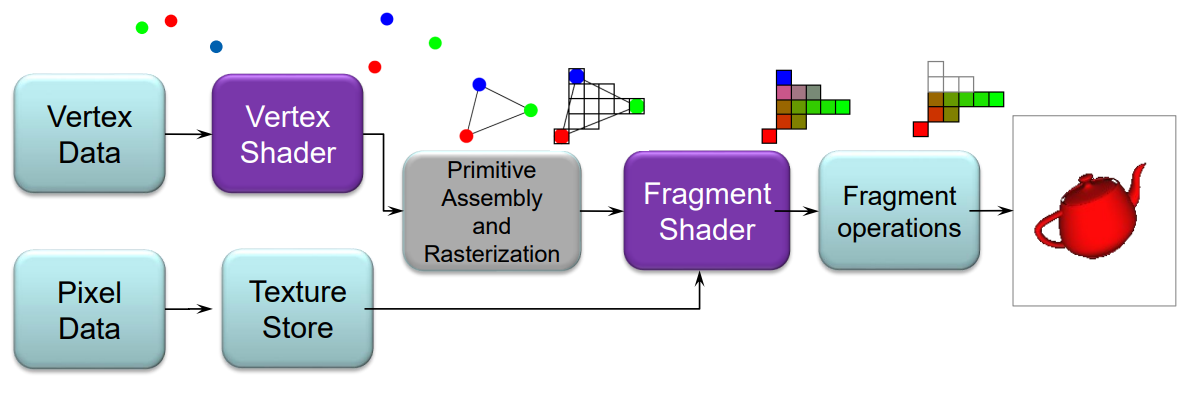 Vertex
Data
Vertex
Shader
Primitive
Assembly
and
Rasterization
Fragment
Shader
Fragment
operations
Pixel
Data
Texture
Store